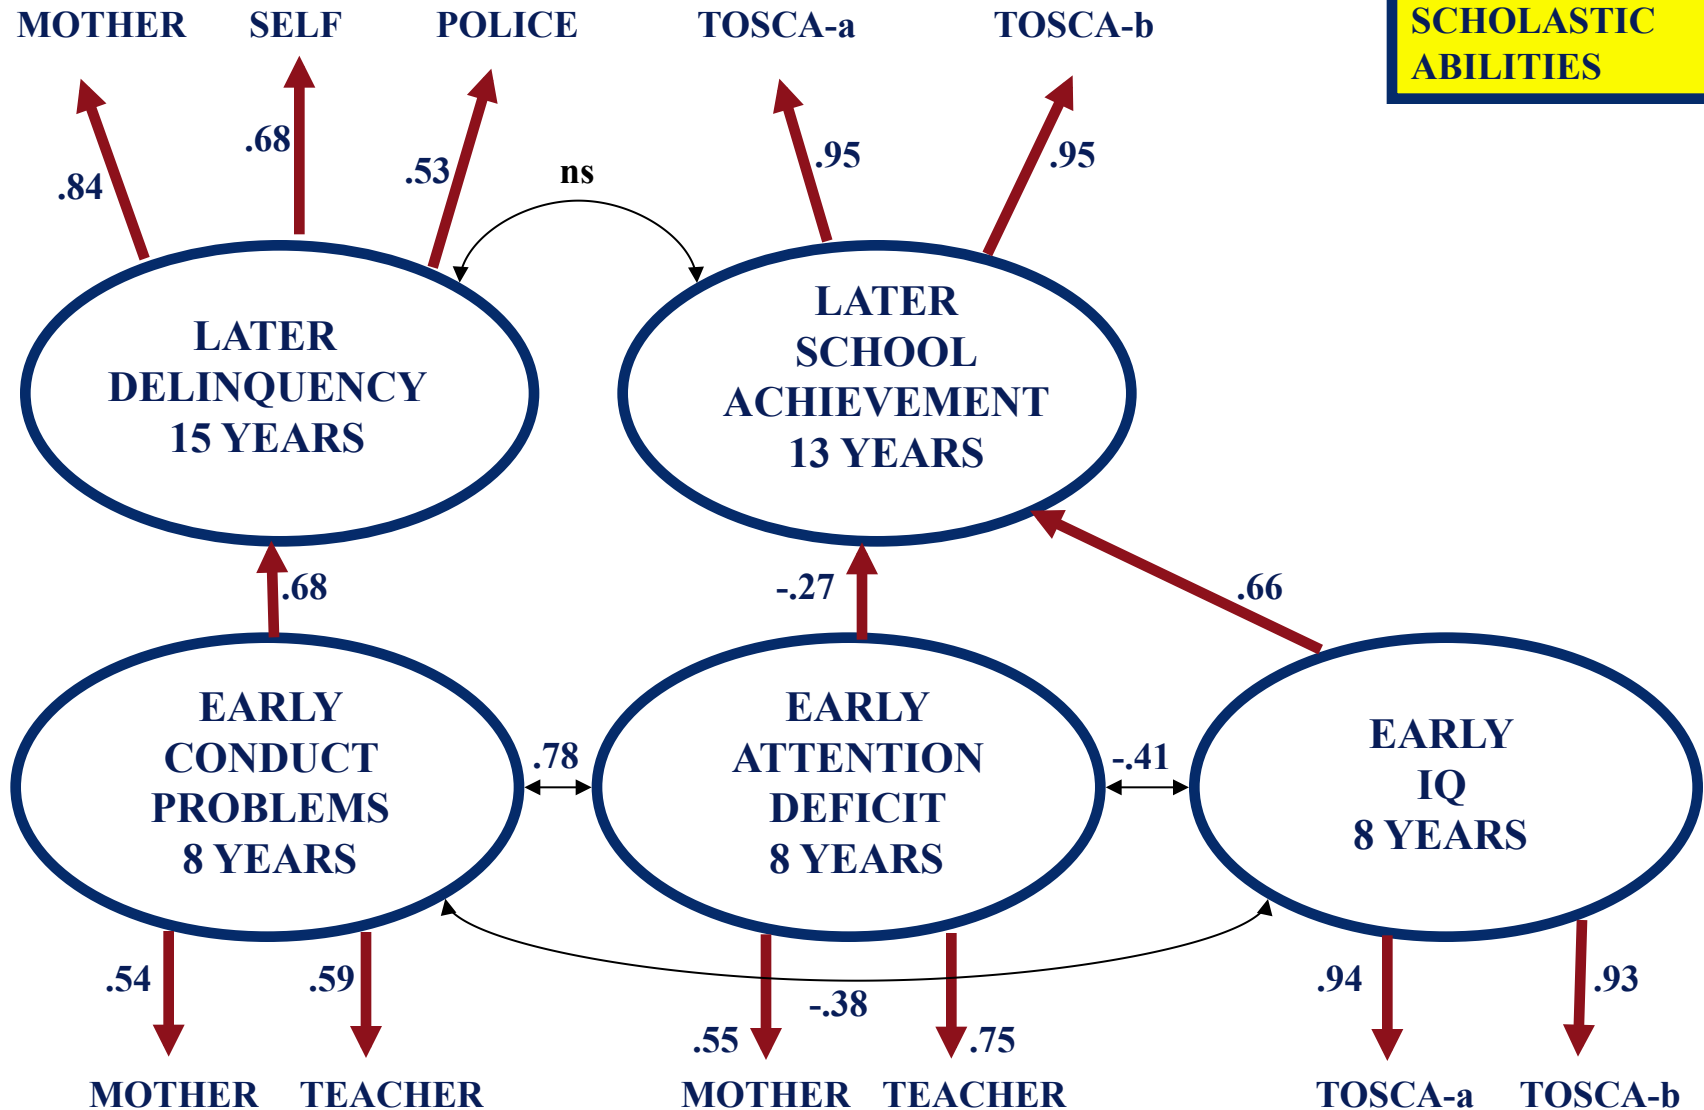 MOTHER SELF POLICE TOSCA-a TOSCA-b
SCHOLASTIC
ABILITIES
.84
.68
.53
ns
.95
.95
LATER
DELINQUENCY
15 YEARS
LATER
SCHOOL
ACHIEVEMENT
13 YEARS
.68
-.27
.66
EARLY
CONDUCT
PROBLEMS
8 YEARS
.78
EARLY
ATTENTION
DEFICIT
8 YEARS
-.41
EARLY
IQ
8 YEARS
.54
.59
-.38
.55
.75
.94
.93
MOTHER TEACHER MOTHER TEACHER TOSCA-a TOSCA-b